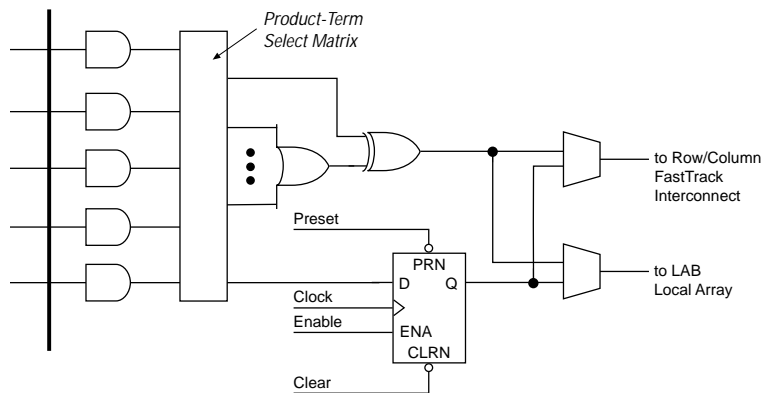 Product-Term
Select Matrix
to Row/Column
FastTrack
Interconnect
Preset
PRN
D Q
to LAB
Local Array
Clock
Enable
ENA
CLRN
Clear